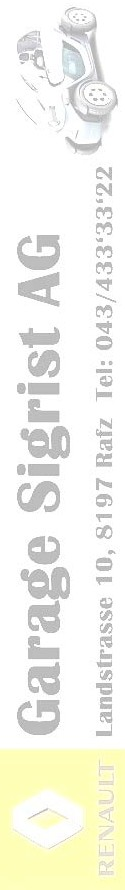 Garage Sigrist AG
Landstrasse 10, 8197 Rafz Tel: 043/433'33'22
RENAULT